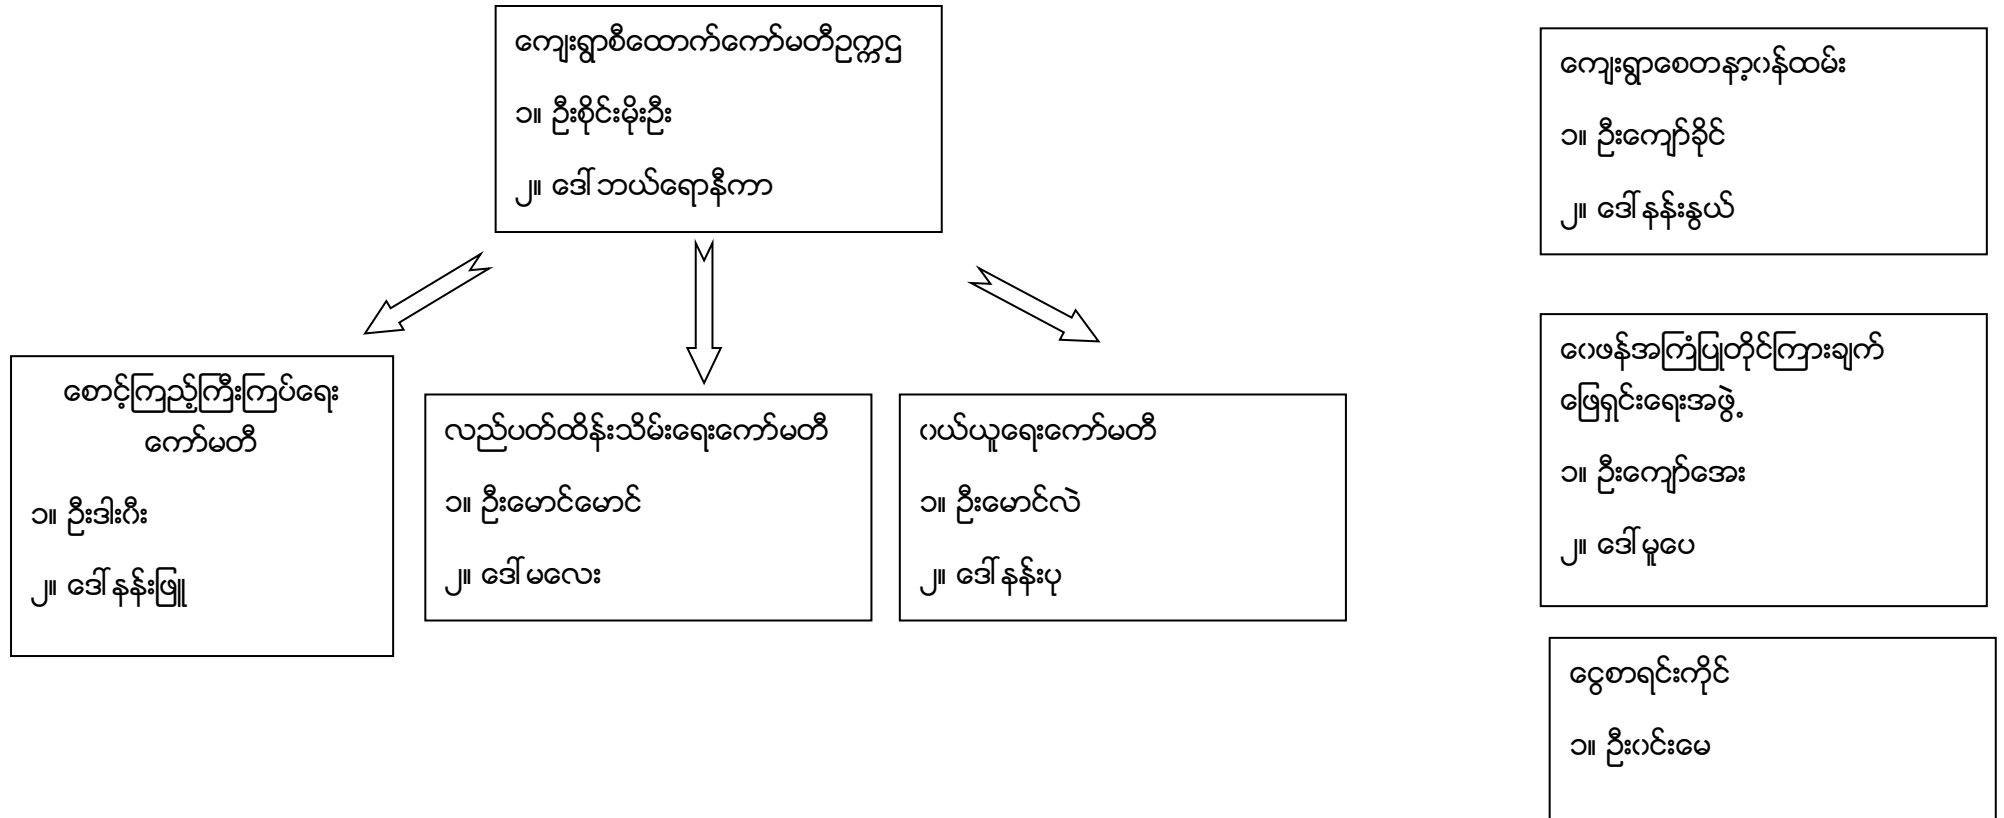 ကျေးရွာစီထောက်ကော်မတီဥက္ကဌ
၁။ ဦးစိုင်းမိုးဦး
၂။ ဒေါ်ဘယ်ရောနီကာ
စောင့်ကြည့်ကြီးကြပ်ရေး
ကော်မတီ
၁။ ဦးဒါးဂီး
၂။ ဒေါ်နန်းဖြူ
လည်ပတ်ထိန်းသိမ်းရေးကော်မတီ
၁။ ဦးမောင်မောင်
၂။ ဒေါ်မလေး
ဝယ်ယူရေးကော်မတီ
၁။ ဦးမောင်လဲ
၂။ ဒေါ်နန်းပု
ကျေးရွာစေတနာ့ဝန်ထမ်း
၁။ ဦးကျော်ခိုင်
၂။ ဒေါ်နန်းနွယ်
ဝေဖန်အကြံပြုတိုင်ကြားချက်
ဖြေရှင်းရေးအဖွဲ့
၁။ ဦးကျော်အေး
၂။ ဒေါ်မူပေ
ငွေစာရင်းကိုင်
၁။ ဦးဝင်းမေ